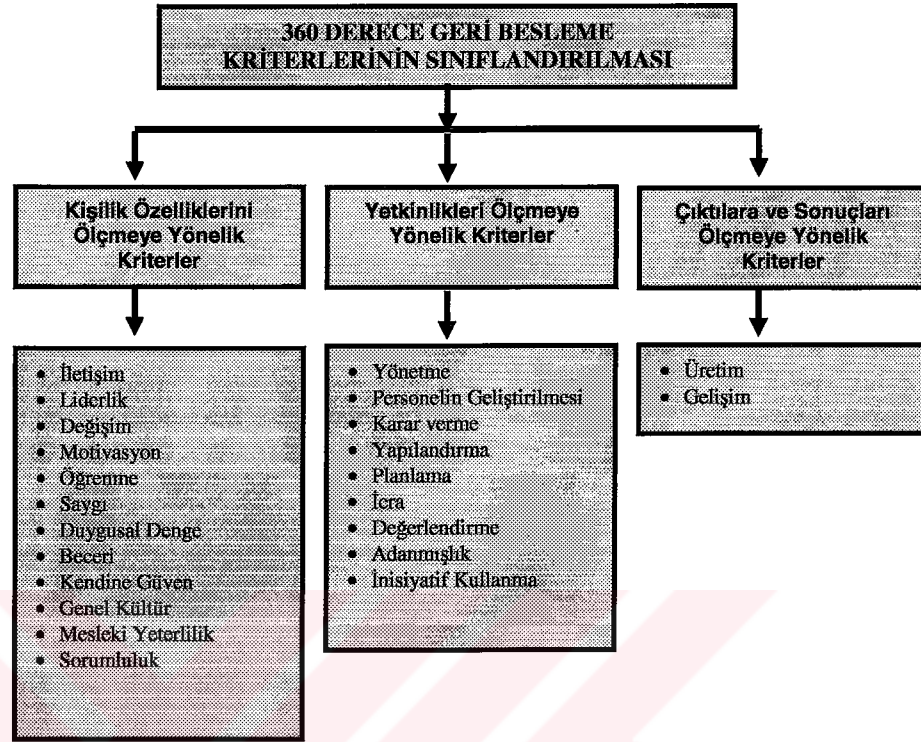 360 DERECE GERİ BESLEME
KRİTERLERİNİN SINIFLANDIRILMASI
Kişilik Özelliklerini
Ölçmeye Yönelik
Kriterler
Yetkinlikleri Ölçmeye
Yönelik Kriterler
Çıktılara ve Sonuçları
Ölçmeye Yönelik
Kriterler
• İletişim
• Liderlik
• Değişim
• Motivasyon
• Öğrenme
• Saygı
• Duygusal Denge
• Beceri
• Kendine Güven
• Genel Kültür
• Mesleki Yeterlilik
• Sorumluluk
• Yönetme
• Personelin Geliştirilmesi
• Karar verme
• Yapılandırma
• Planlama
• İcra
• Değerlendirme
• Adanmışlık
• İnisiyatif Kullanma
• Üretim
• Gelişim